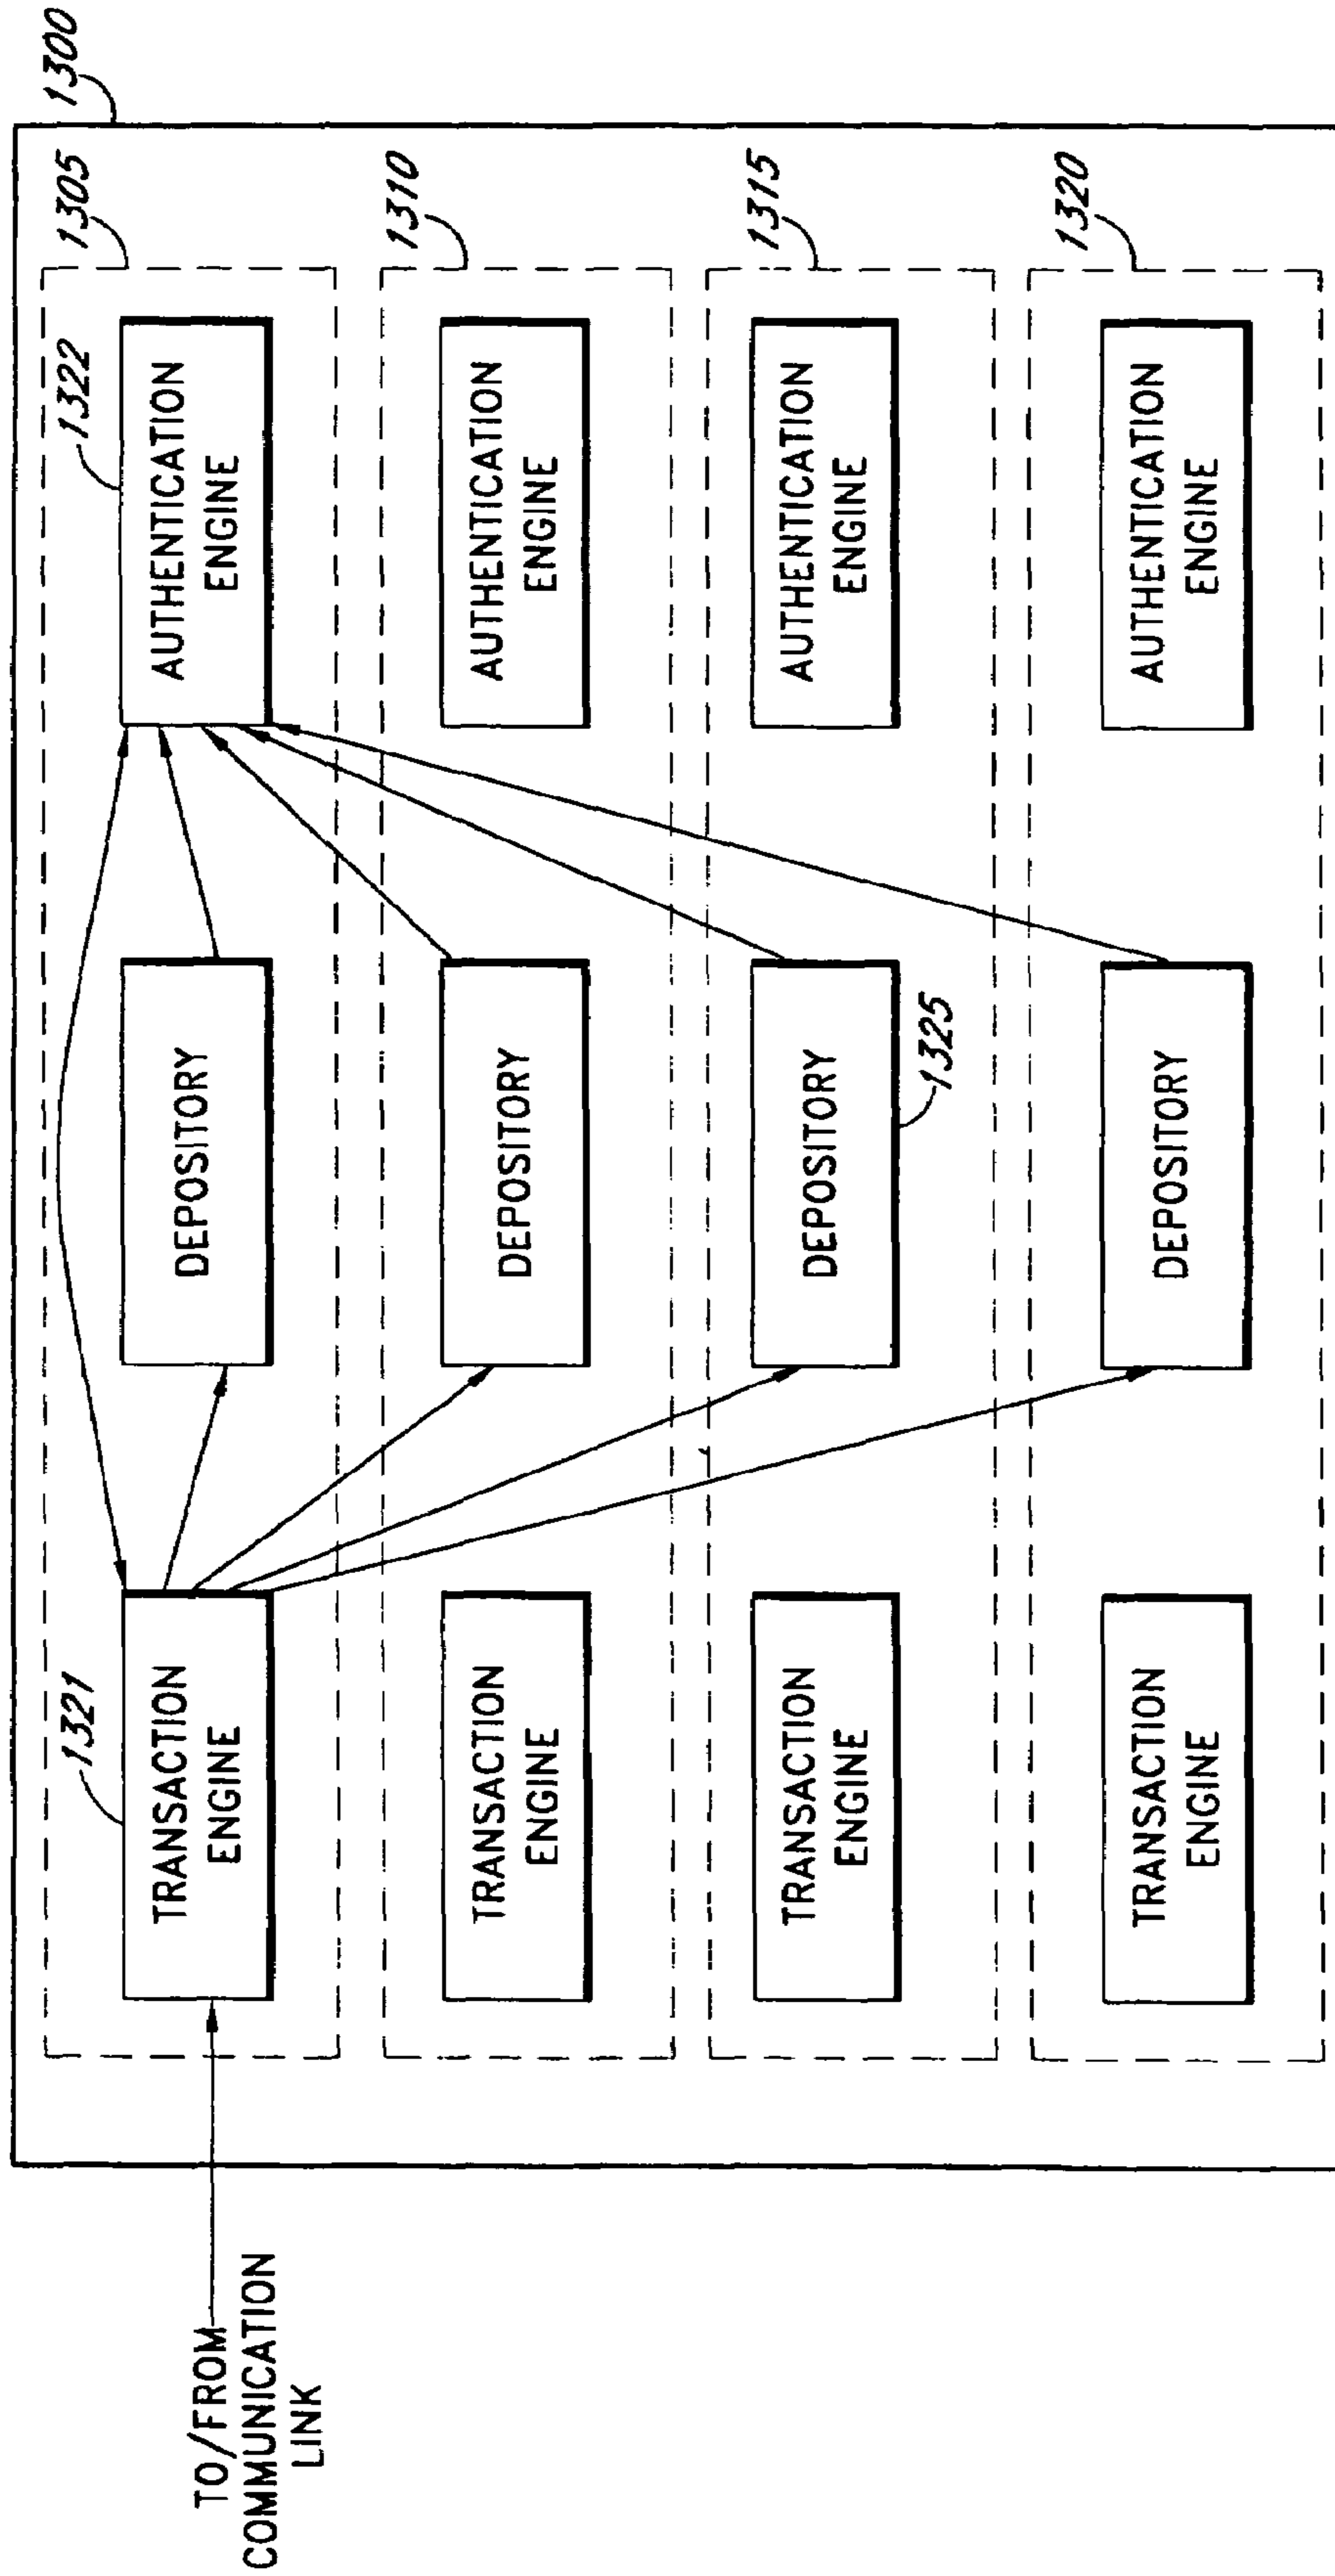 1300
1305
1322
1321
TO/FROM
COMMUNICATION
LINK
TRANSACTION
ENGINE
DEPOSITORY
AUTHENTICATION
ENGINE
1310
TRANSACTION
ENGINE
DEPOSITORY
AUTHENTICATION
ENGINE
1315
TRANSACTION
ENGINE
DEPOSITORY
1325
AUTHENTICATION
ENGINE
1320
TRANSACTION
ENGINE
DEPOSITORY
AUTHENTICATION
ENGINE